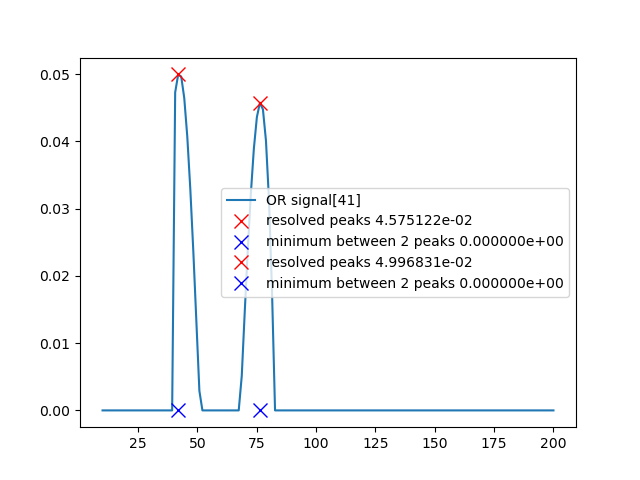 0.05
0.04
0.03
0.02
0.01
0.00
OR signal[41]
resolved peaks 4.575122e-02
minimum between 2 peaks 0.000000e+00
resolved peaks 4.996831e-02
minimum between 2 peaks 0.000000e+00
25 50 75 100 125 150 175 200